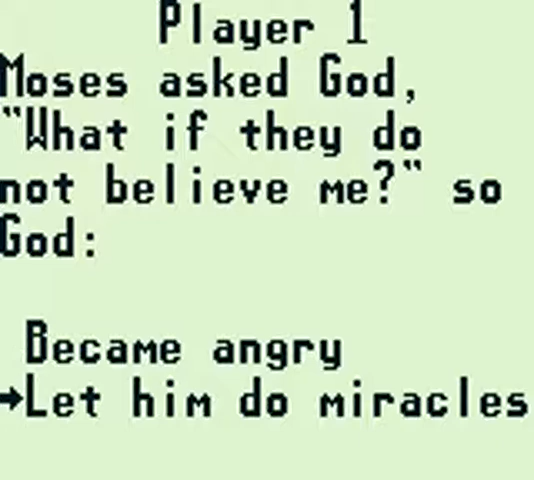 Player 1
Moses asked God,
"What if they do
not believe me?" so
God:
Became angry
→Let him do miracles